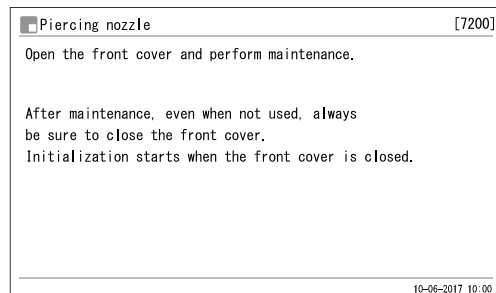 Piercing nozzle [7200]
Open the front cover and perform maintenance.
After maintenance, even when not used, always
be sure to close the front cover.
Initialization starts when the front cover is closed.
10-06-2017 10:00